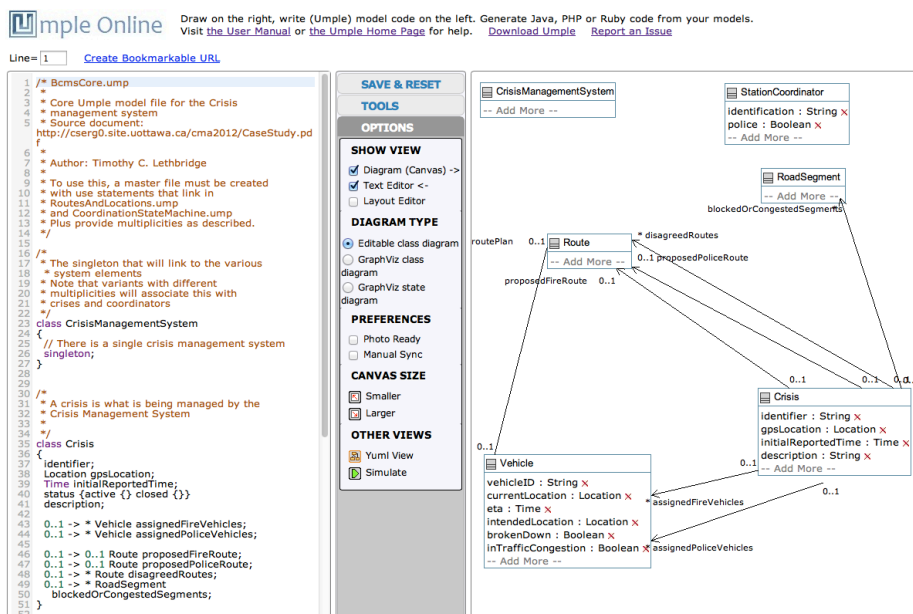 Umple Online
Draw on the right, write (Umple) model code on the left. Generate Java, PHP or Ruby code from your models.
Visit the User Manual or the Umple Home Page for help. Download Umple Report an Issue
Line= 1 Create Bookmarkable URL
1 /* BcmsCore.ump
2 *
3 * Core Umple model file for the Crisis
4 * management system
5 * Source document:
http://cserg0.site.uottawa.ca/cma2012/CaseStudy.pd
f
6 *
7 * Author: Timothy C. Lethbridge
8 *
9 * To use this, a master file must be created
10 * with use statements that link in
11 * RoutesAndLocations.ump
12 * and CoordinationStateMachine.ump
13 * Plus provide multiplicities as described.
14 */
15
16 /*
17 * The singleton that will link to the various
18 * system elements
19 * Note that variants with different
20 * multiplicities will associate this with
21 * crises and coordinators
22 */
23 class CrisisManagementSystem
24 {
25 // There is a single crisis management system
26 singleton;
27 }
28
29
30 /*
31 * A crisis is what is being managed by the
32 * Crisis Management System
33 *
34 */
35 class Crisis
36 {
37 identifier;
38 Location gpsLocation;
39 Time initialReportedTime;
40 status {active {} closed {}}
41 description;
42
43 0..1 -> * Vehicle assignedFireVehicles;
44 0..1 -> * Vehicle assignedPoliceVehicles;
45
46 0..1 -> 0..1 Route proposedFireRoute;
47 0..1 -> 0..1 Route proposedPoliceRoute;
48 0..1 -> * Route disagreedRoutes;
49 0..1 -> * RoadSegment
50 blockedOrCongestedSegments;
51 }
52
SAVE & RESET
TOOLS
OPTIONS
SHOW VIEW
Diagram (Canvas) ->
Text Editor <-
Layout Editor
DIAGRAM TYPE
Editable class diagram
GraphViz class
diagram
GraphViz state
diagram
PREFERENCES
Photo Ready
Manual Sync
CANVAS SIZE
Smaller
Larger
OTHER VIEWS
Yuml View
Simulate
CrisisManagementSystem
-- Add More --
StationCoordinator
identification : String X
police : Boolean X
-- Add More --
RoadSegment
-- Add More --
blockedOrCongestedSegments
*
routePlan 0..1
Route
-- Add More --
* disagreedRoutes
0..1 proposedPoliceRoute
proposedFireRoute 0..1
0..1 0..1 0..1
Crisis
identifier : String X
gpsLocation : Location X
initialReportedTime : Time X
description : String X
-- Add More --
0..1
0..1
0..1
Vehicle
vehicleID : String X
currentLocation : Location X
eta : Time X
intendedLocation : Location X
brokenDown : Boolean X
inTrafficCongestion : Boolean X
-- Add More --
* assignedFireVehicles
* assignedPoliceVehicles